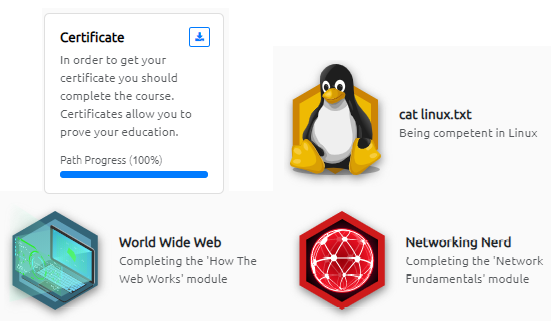 Certificate
In order to get your
certificate you should
complete the course.
Certificates allow you to
prove your education.
Path Progress (100%)
cat linux.txt
Being competent in Linux
World Wide Web
Completing the 'How The
Web Works' module
Networking Nerd
Completing the 'Network
Fundamentals' module